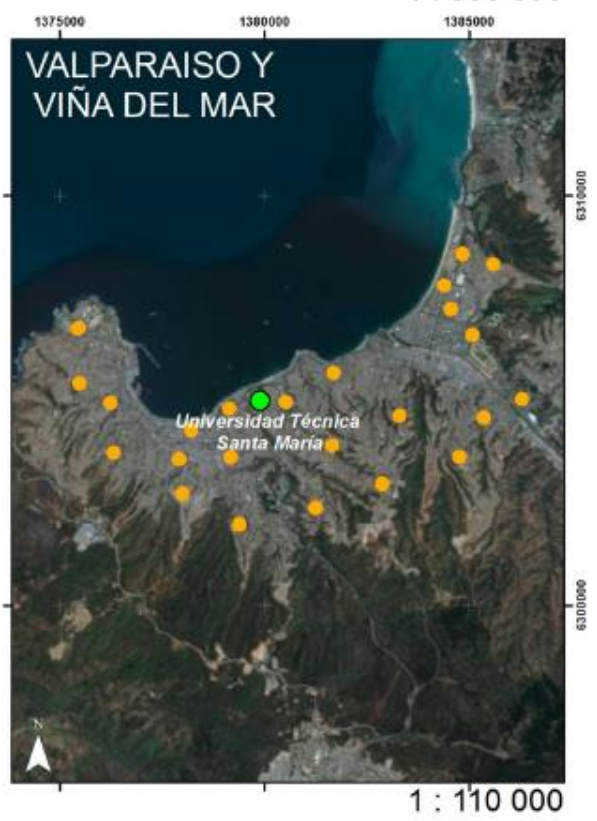 1375000
1380000
1385000
VALPARAISO Y
VIÑA DEL MAR
6310000
Universidad Técnica
Santa María
6300000
N
1 : 110 000